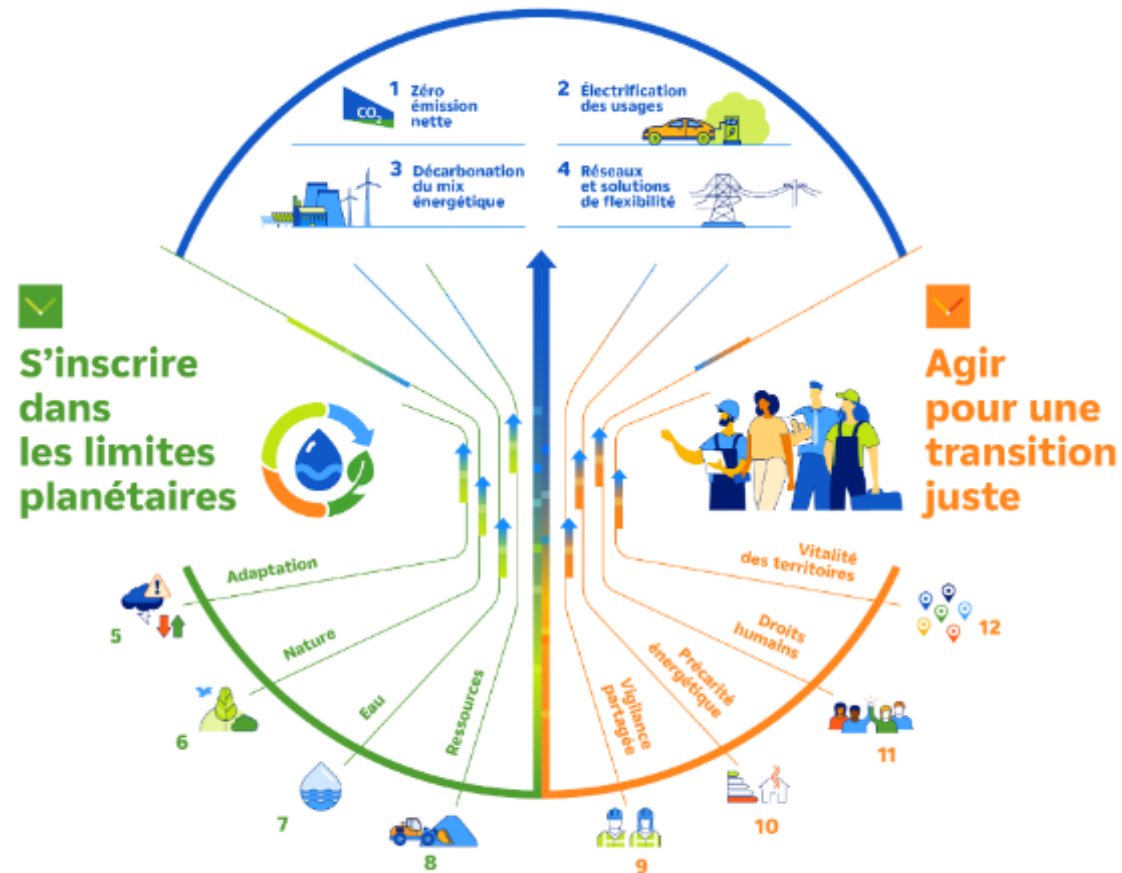 1 Zéro
émission
nette
CO2
2 Électrification
des usages
3 Décarbonation
du mix
énergétique
4 Réseaux
et solutions
de flexibilité
S'inscrire
dans
les limites
planétaires
Agir
pour une
transition
juste
Adaptation
5
Nature
6
Eau
7
Ressources
8
Vigilance
partagée
9
Précarité
énergétique
10
Droits
humains
11
Vitalité
des territoires
12